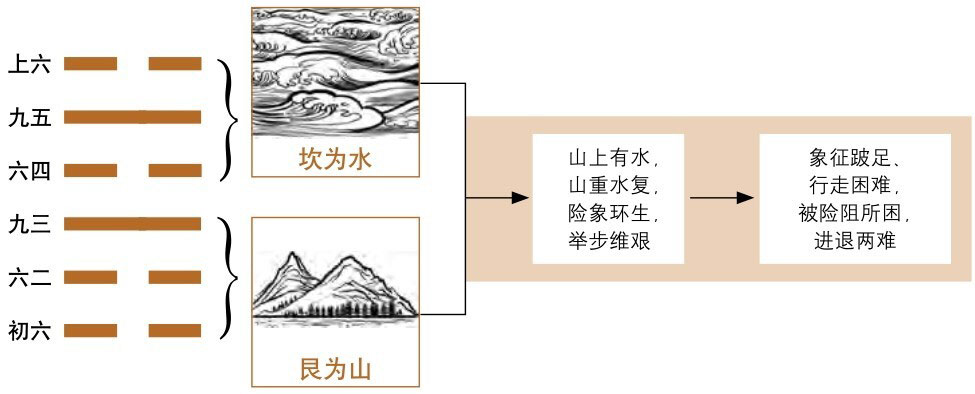 上六
九五
六四
九三
六二
初六
坎为水
艮为山
山上有水，
山重水复，
险象环生，
举步维艰
象征跛足、
行走困难，
被险阻所困，
进退两难